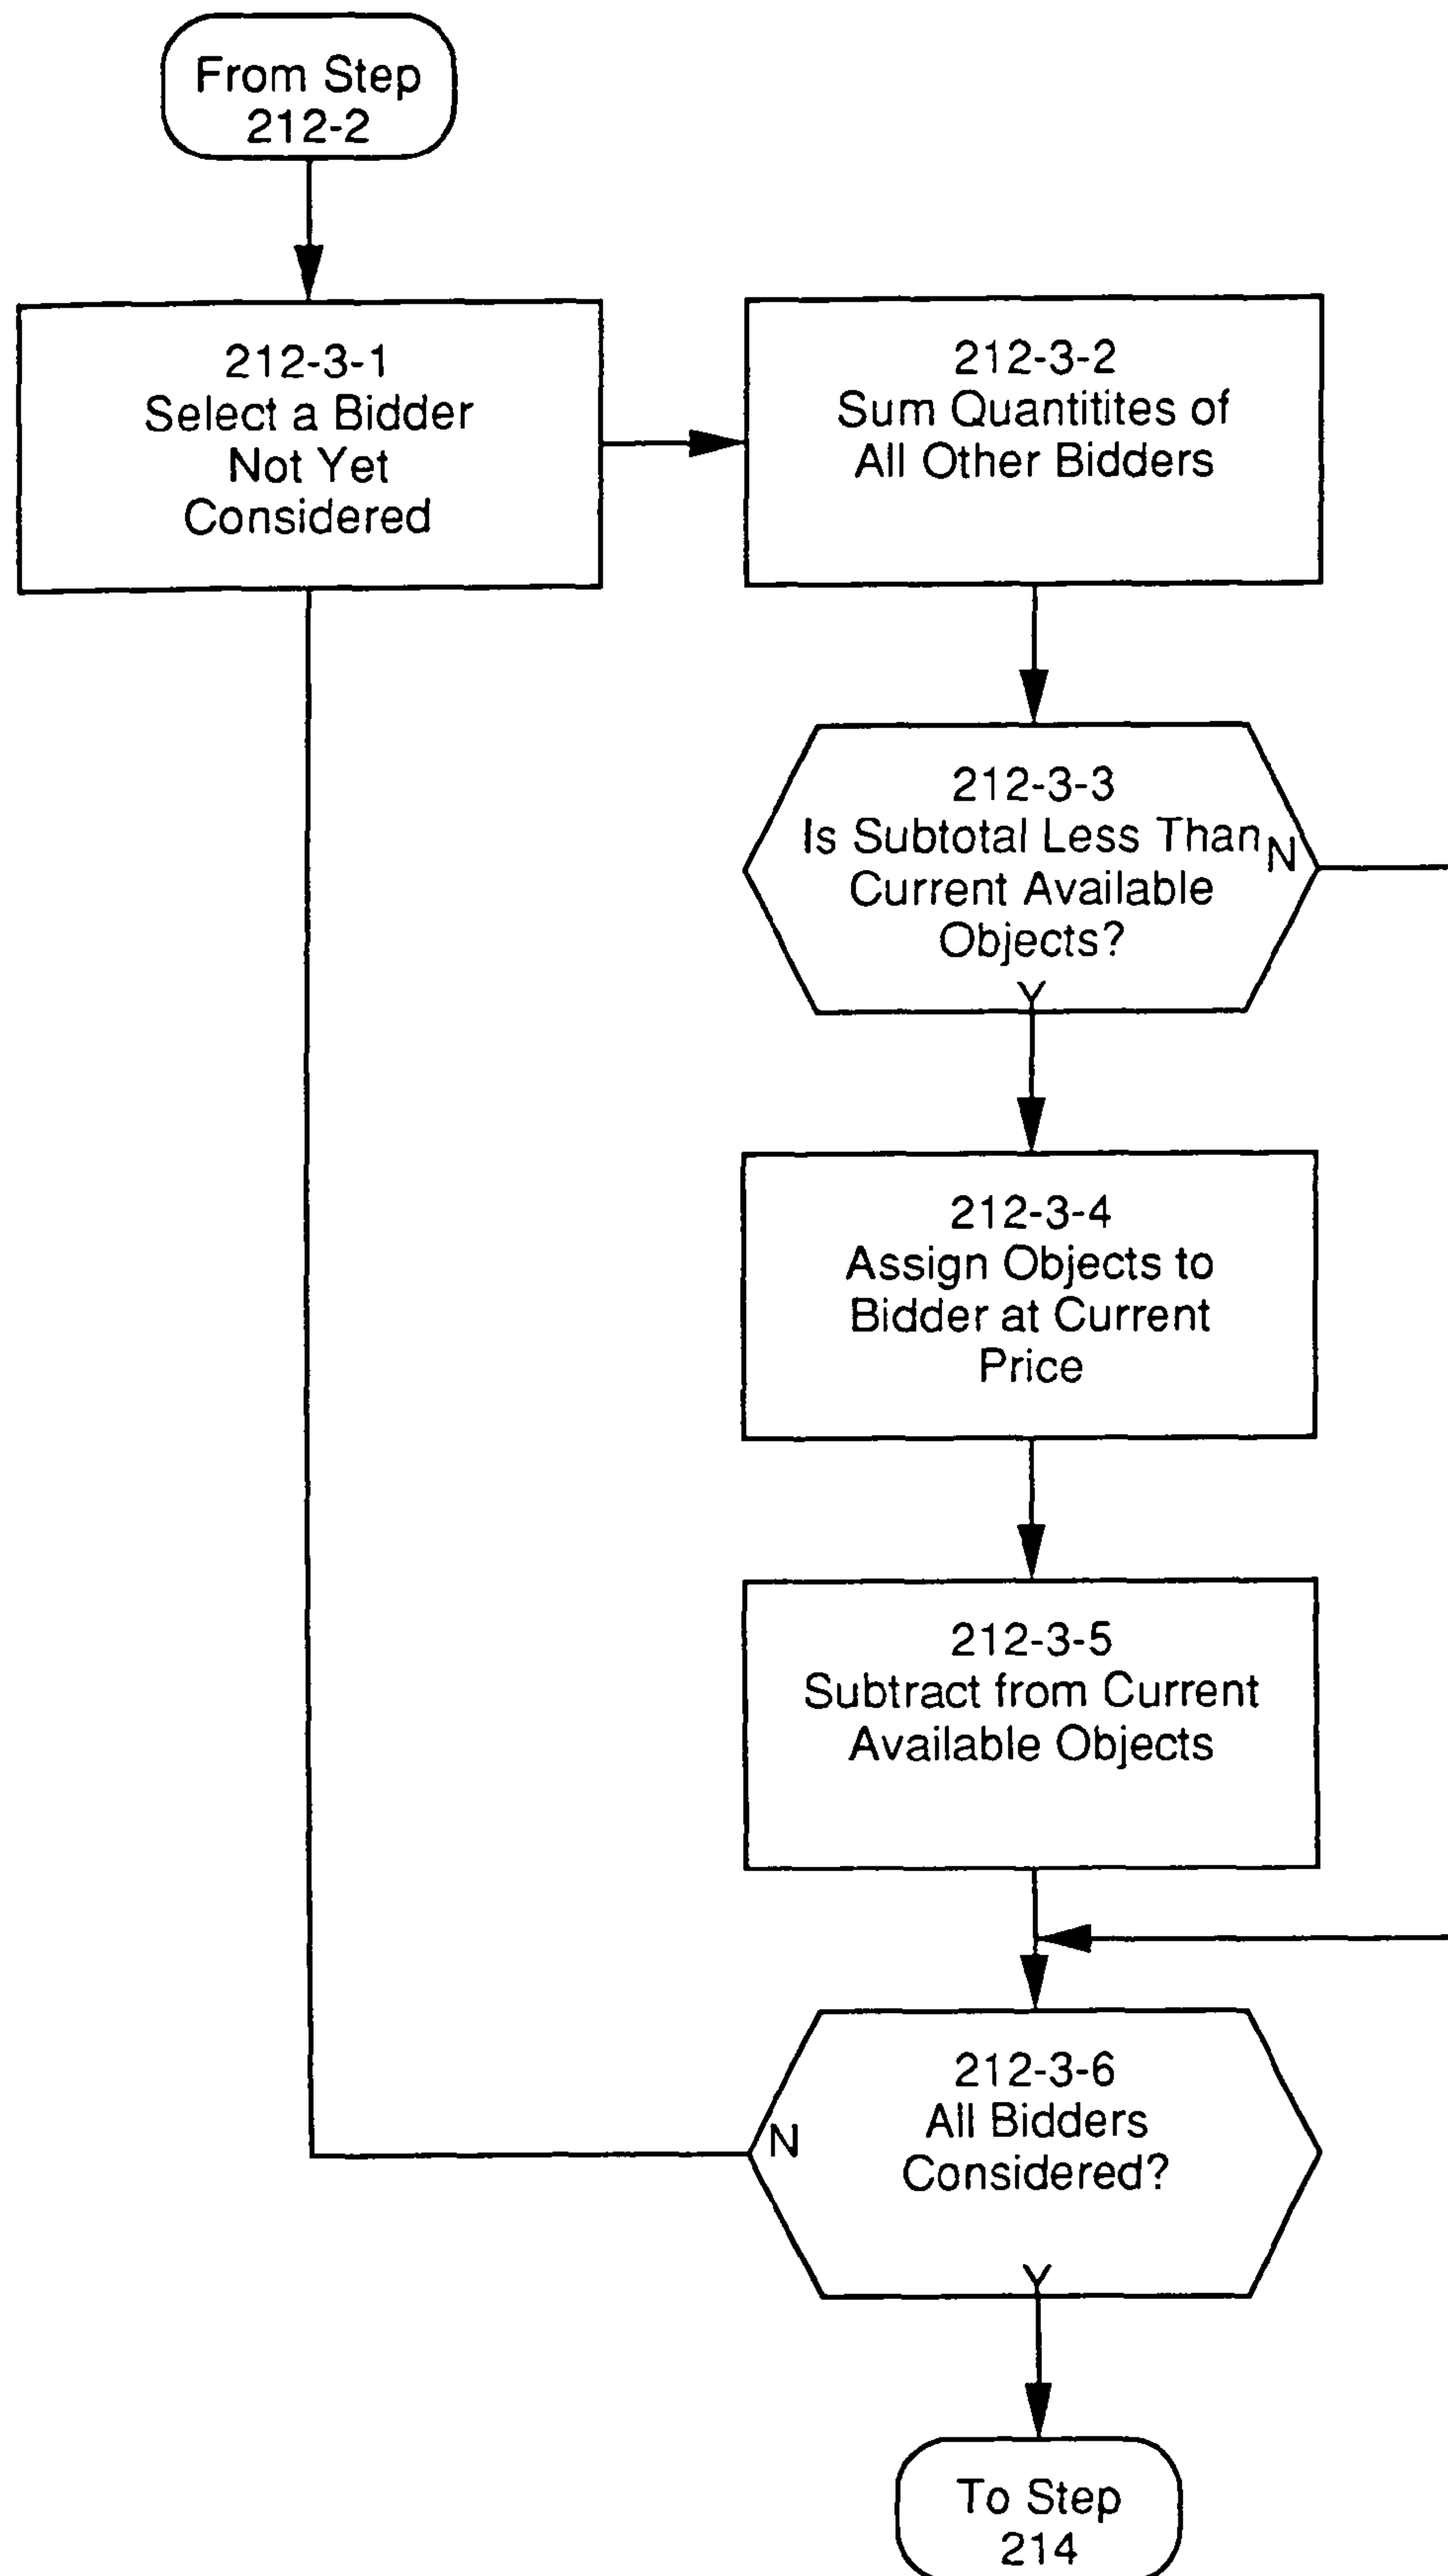 From Step
212-2
212-3-1
Select a Bidder
Not Yet
Considered
212-3-2
Sum Quantitites of
All Other Bidders
212-3-3
Is Subtotal Less Than
N
Current Available
Objects?
Y
212-3-4
Assign Objects to
Bidder at Current
Price
212-3-5
Subtract from Current
Available Objects
212-3-6
All Bidders
N
Considered?
Y
To Step
214